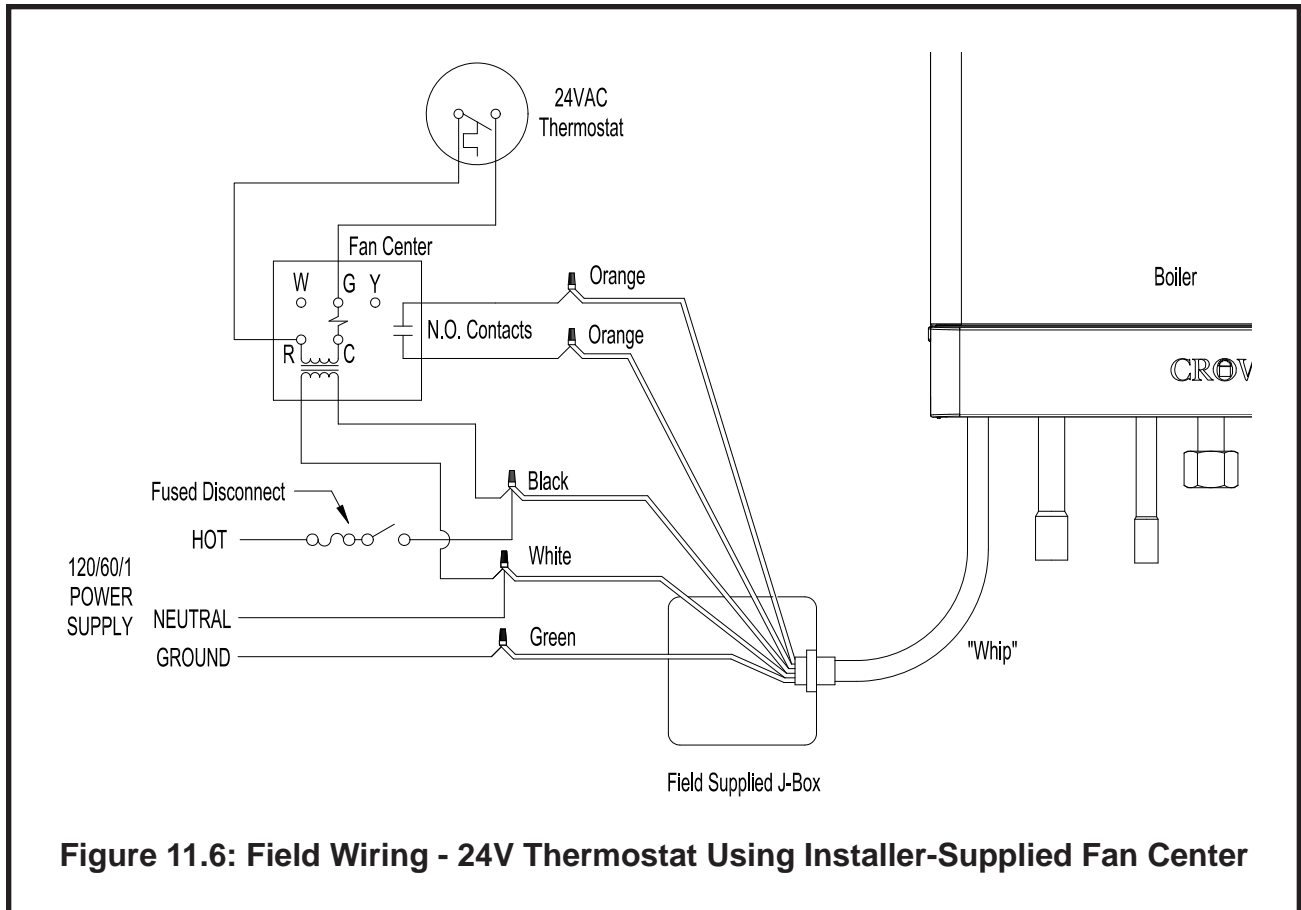 24VAC
Thermostat
Fan Center
W G Y
R C
N.O. Contacts
Orange
Orange
Boiler
CROV
Fused Disconnect
Black
HOT
White
120/60/1
POWER
SUPPLY
NEUTRAL
Green
GROUND
"Whip"
Field Supplied J-Box
Figure 11.6: Field Wiring - 24V Thermostat Using Installer-Supplied Fan Center